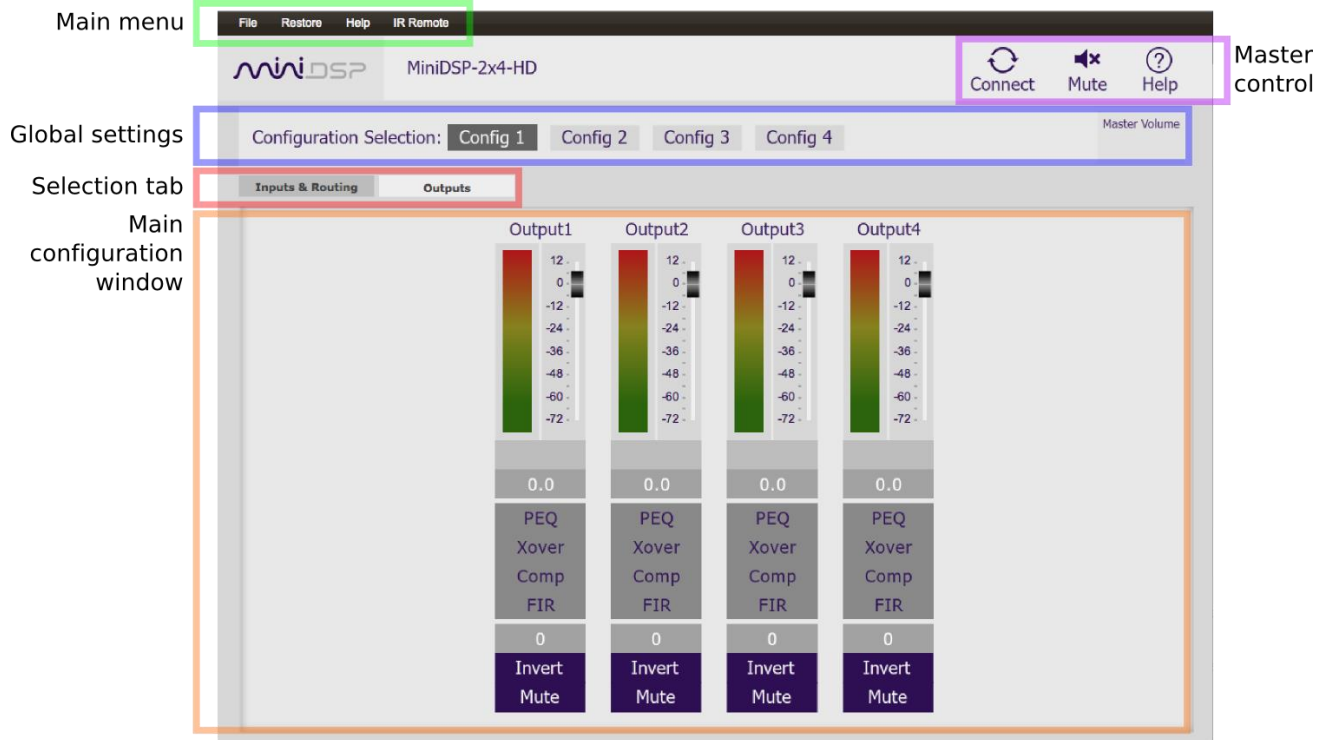 Main menu
File Restore Help IR Remote
miniDSP
MiniDSP-2x4-HD
Connect Mute Help
Master
control
Global settings
Configuration Selection: Config 1 Config 2 Config 3 Config 4
Master Volume
Selection tab
Inputs & Routing Outputs
Main
configuration
window
Output1 Output2 Output3 Output4
12 12 12 12
0 0 0 0
-12 -12 -12 -12
-24 -24 -24 -24
-36 -36 -36 -36
-48 -48 -48 -48
-60 -60 -60 -60
-72 -72 -72 -72
0.0 0.0 0.0 0.0
PEQ PEQ PEQ PEQ
Xover Xover Xover Xover
Comp Comp Comp Comp
FIR FIR FIR FIR
0 0 0 0
Invert Invert Invert Invert
Mute Mute Mute Mute